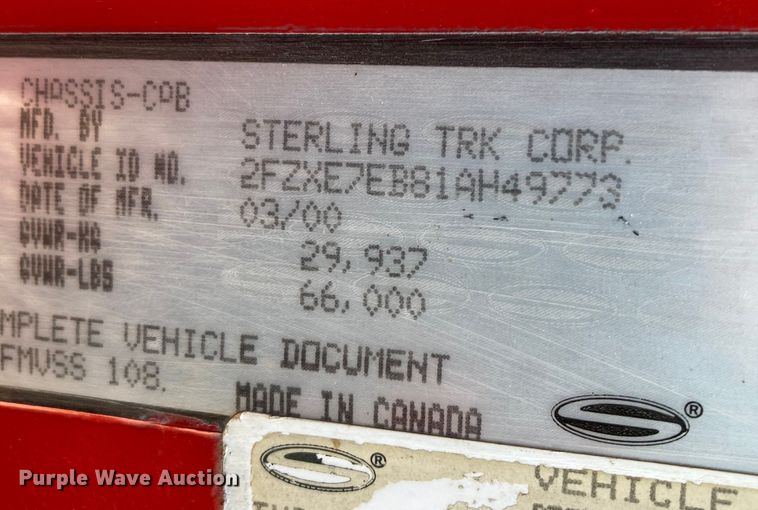 CHASSIS-CAB
MFD. BY STERLING TRK CORP.
VEHICLE ID NO. 2FZXE7EB81AH49773
DATE OF MFR. 03/00
GVWR-KG 29,937
GVWR-LBS 66,000
MPLETE VEHICLE DOCUMENT
FMVSS 108.
MADE IN CANADA
®
®
VEHICLE
Purple Wave Auction®